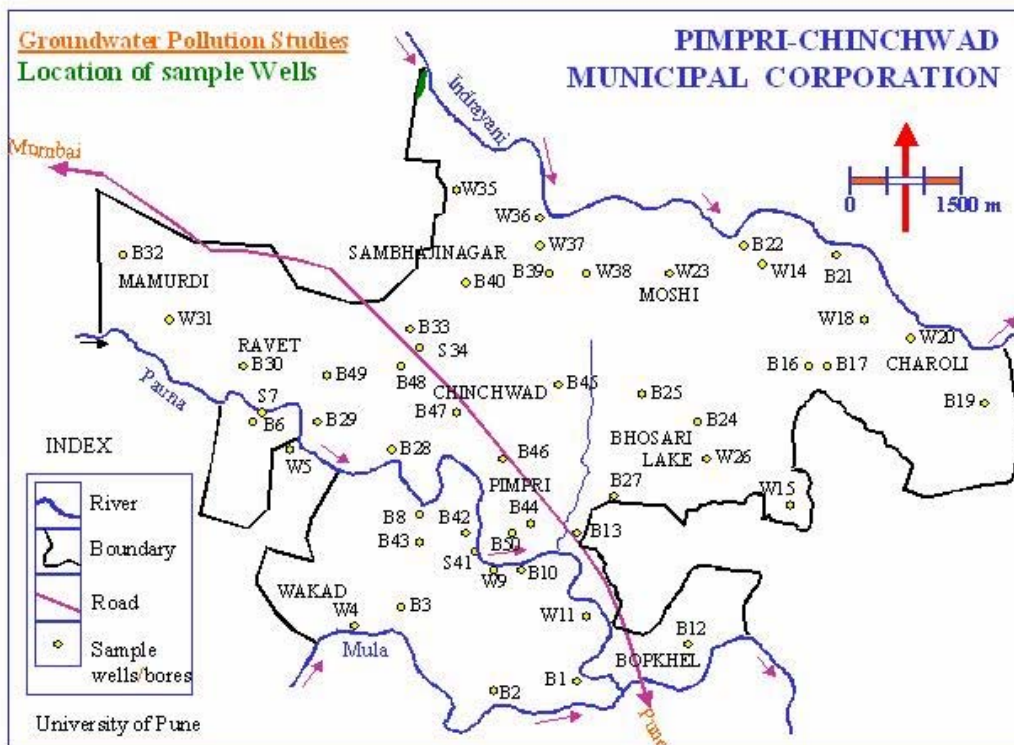 Groundwater Pollution Studies
Location of sample Wells
PIMPRI-CHINCHWAD
MUNICIPAL CORPORATION
Indrayani
Mumbai
0 1500 m
W35
W36
B32
SAMBHAJINAGAR
W37
B22
MAMURDI
B39
W38
W23
W14
B21
B40
MOSHI
W31
B33
W18
S34
W20
RAVET
B30
B49
B48
CHINCHWAD
B45
B16
B17
CHAROLI
Pauna
B25
S7
B47
B19
B6
B29
B24
INDEX
BHOSARI
LAKE
W5
B28
B46
W26
PIMPRI
B27
W15
River
B8
B42
B44
Boundary
B43
B50
B13
S41
W9
B10
WAKAD
Road
B3
W4
W11
Sample
wells/bores
Mula
B12
BOPKHEL
B2
B1
University of Pune
Pune